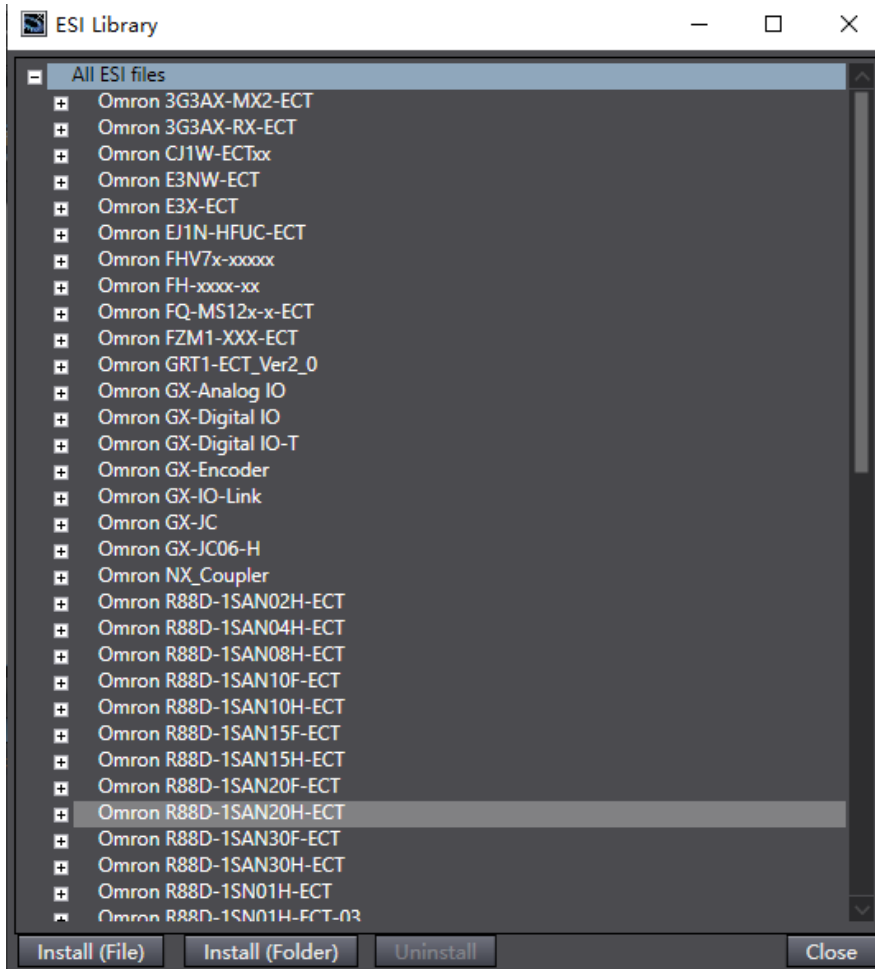 ESI Library
All ESI files
Omron 3G3AX-MX2-ECT
Omron 3G3AX-RX-ECT
Omron CJ1W-ECTxx
Omron E3NW-ECT
Omron E3X-ECT
Omron EJ1N-HFUC-ECT
Omron FHV7x-xxxxx
Omron FH-xxxx-xx
Omron FQ-MS12x-x-ECT
Omron FZM1-XXX-ECT
Omron GRT1-ECT_Ver2_0
Omron GX-Analog IO
Omron GX-Digital IO
Omron GX-Digital IO-T
Omron GX-Encoder
Omron GX-IO-Link
Omron GX-JC
Omron GX-JC06-H
Omron NX_Coupler
Omron R88D-1SAN02H-ECT
Omron R88D-1SAN04H-ECT
Omron R88D-1SAN08H-ECT
Omron R88D-1SAN10F-ECT
Omron R88D-1SAN10H-ECT
Omron R88D-1SAN15F-ECT
Omron R88D-1SAN15H-ECT
Omron R88D-1SAN20F-ECT
Omron R88D-1SAN20H-ECT
Omron R88D-1SAN30F-ECT
Omron R88D-1SAN30H-ECT
Omron R88D-1SN01H-ECT
Omron R88D-1SN01H-ECT-03
Install (File) Install (Folder) Uninstall Close